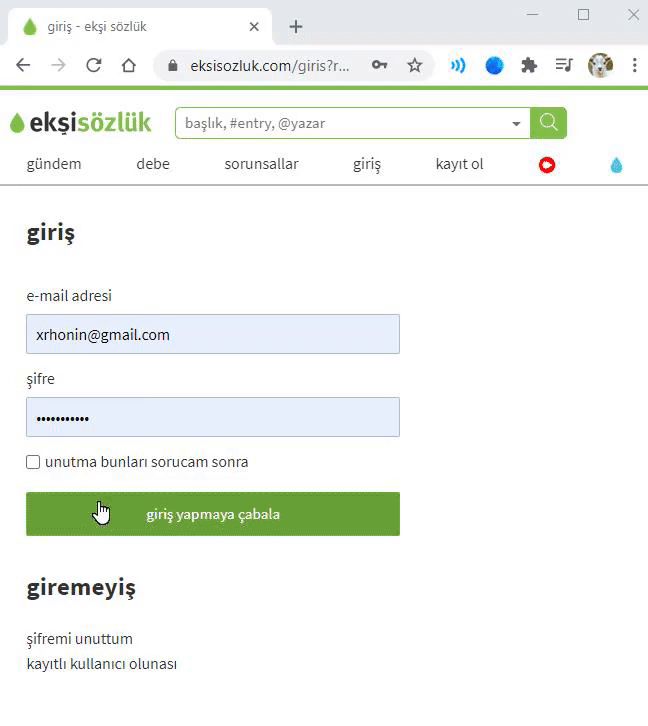 giriş - ekşi sözlük
eksisozluk.com/giris?r...
ekşisözlük
başlık, #entry, @yazar
gündem debe sorunsallar giriş kayıt ol
giriş
e-mail adresi
xrhonin@gmail.com
şifre
•••••••••••
unutma bunları sorucam sonra
giriş yapmaya çabala
giremeyiş
şifremi unuttum
kayıtlı kullanıcı olunası